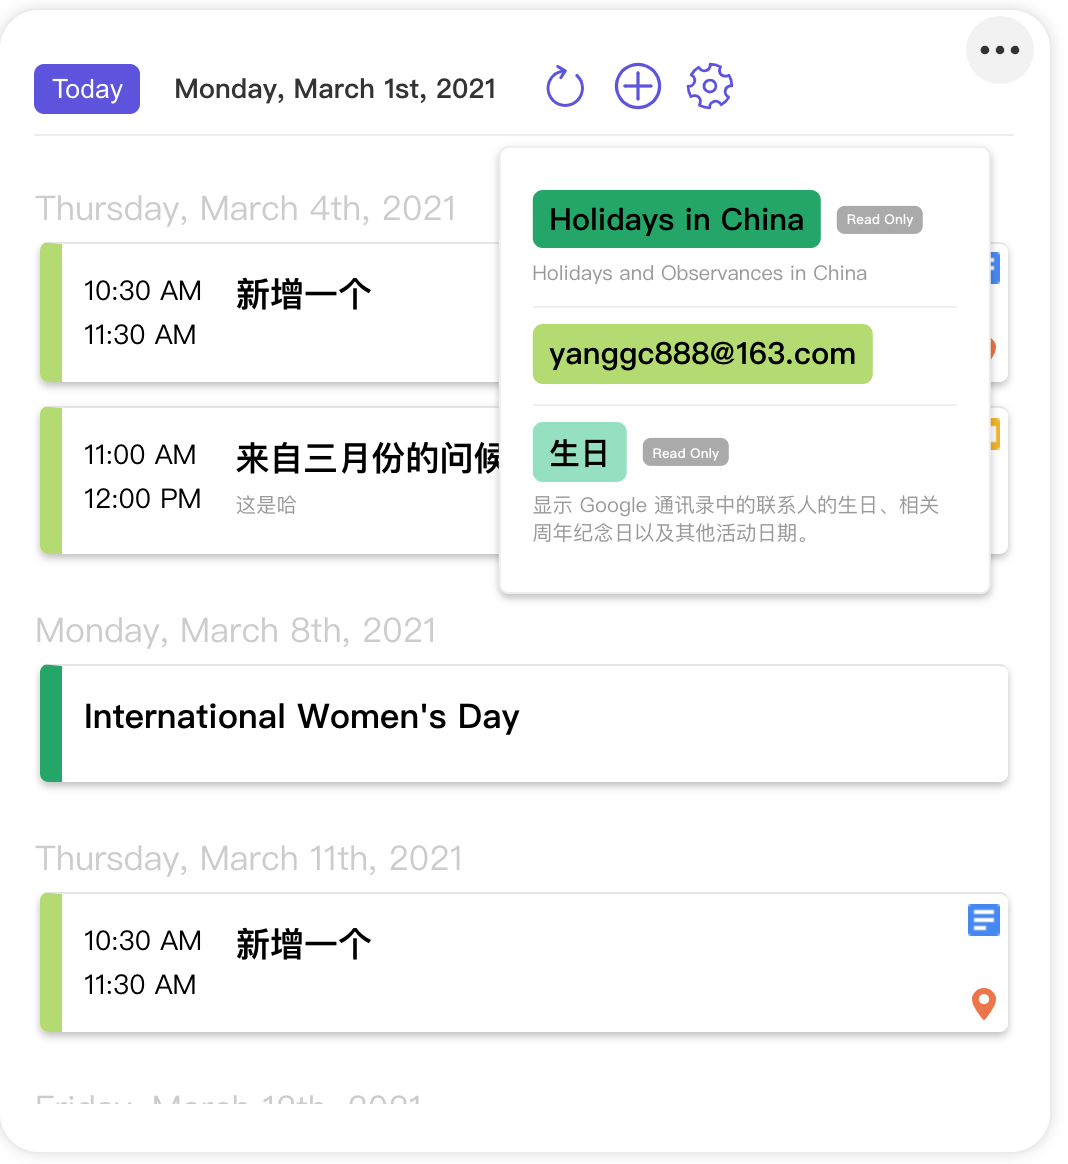 Today
Monday, March 1st, 2021
Thursday, March 4th, 2021
10:30 AM
新增一个
11:30 AM
11:00 AM
来自三月份的问候
12:00 PM
这是哈
Holidays in China
Read Only
Holidays and Observances in China
yanggc888@163.com
生日
Read Only
显示 Google 通讯录中的联系人的生日、相关
周年纪念日以及其他活动日期。
Monday, March 8th, 2021
International Women's Day
Thursday, March 11th, 2021
10:30 AM
新增一个
11:30 AM
Friday, March 12th, 2021